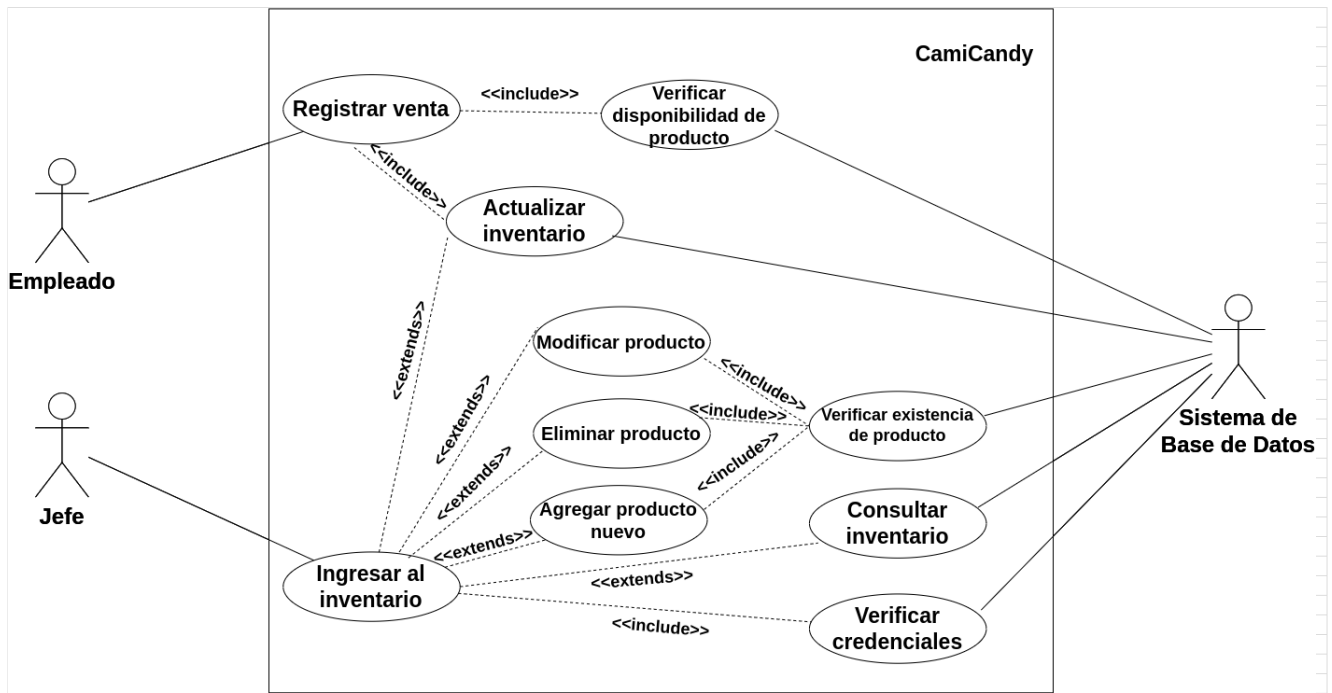 CamiCandy
Registrar venta
<<include>>
Verificar
disponibilidad de
producto
<<include>>
Actualizar
inventario
Empleado
<<extends>>
Modificar producto
<<include>>
<<extends>>
Eliminar producto
<<include>>
Verificar existencia
de producto
<<extends>>
<<include>>
Agregar producto
nuevo
<<extends>>
Sistema de
Base de Datos
Jefe
Consultar
inventario
Ingresar al
inventario
<<extends>>
<<include>>
Verificar
credenciales